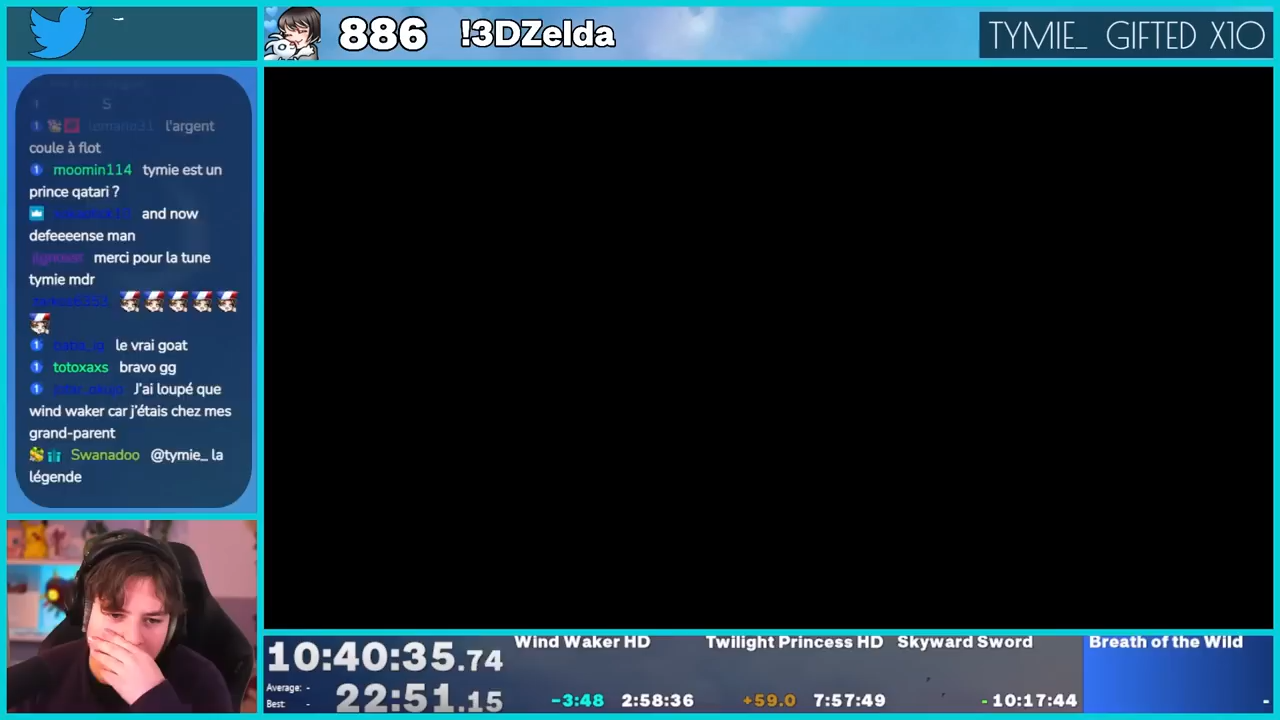 886 !3DZelda
TYMIE_ GIFTED X10
S
l'argent
coule à flot
moomin114 tymie est un
prince qatari ?
and now
defeeeense man
merci pour la tune
tymie mdr
le vrai goat
totoxaxs bravo gg
J'ai loupé que
wind waker car j'étais chez mes
grand-parent
Swanadoo @tymie_ la
légende
10:40:35.74
Average: -
Best: -
22:51.15
Wind Waker HD
-3:48 2:58:36
Twilight Princess HD
+59.0 7:57:49
Skyward Sword
- 10:17:44
Breath of the Wild
-